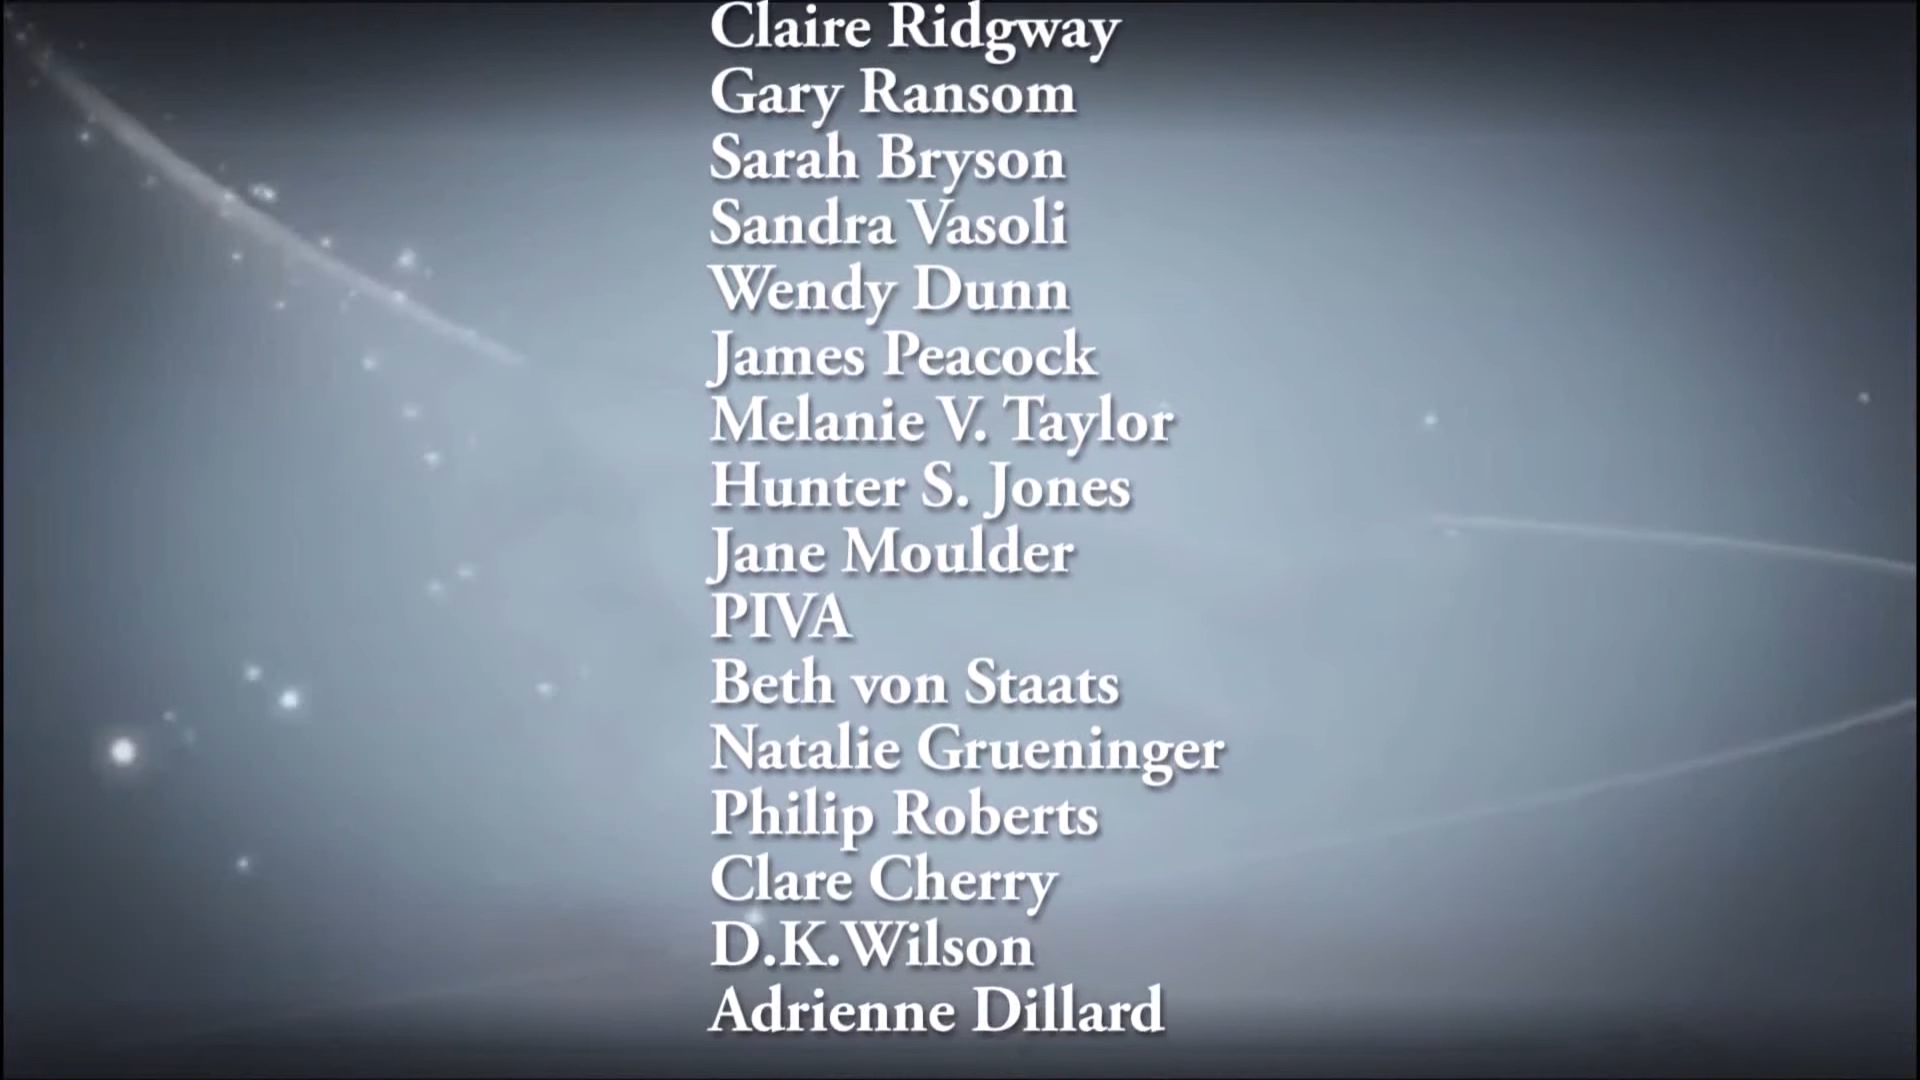 Claire Ridgway
Gary Ransom
Sarah Bryson
Sandra Vasoli
Wendy Dunn
James Peacock
Melanie V. Taylor
Hunter S. Jones
Jane Moulder
PIVA
Beth von Staats
Natalie Grueninger
Philip Roberts
Clare Cherry
D.K.Wilson
Adrienne Dillard